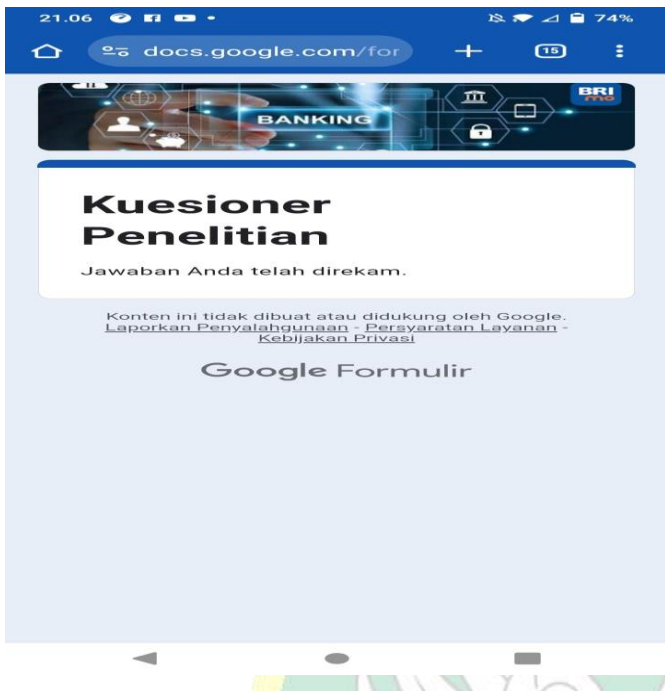 21.06 74%
docs.google.com/for 15
BANKING BRI mo
Kuesioner
Penelitian
Jawaban Anda telah direkam.
Konten ini tidak dibuat atau didukung oleh Google.
Laporkan Penyalahgunaan - Persyaratan Layanan -
Kebijakan Privasi
Google Formulir